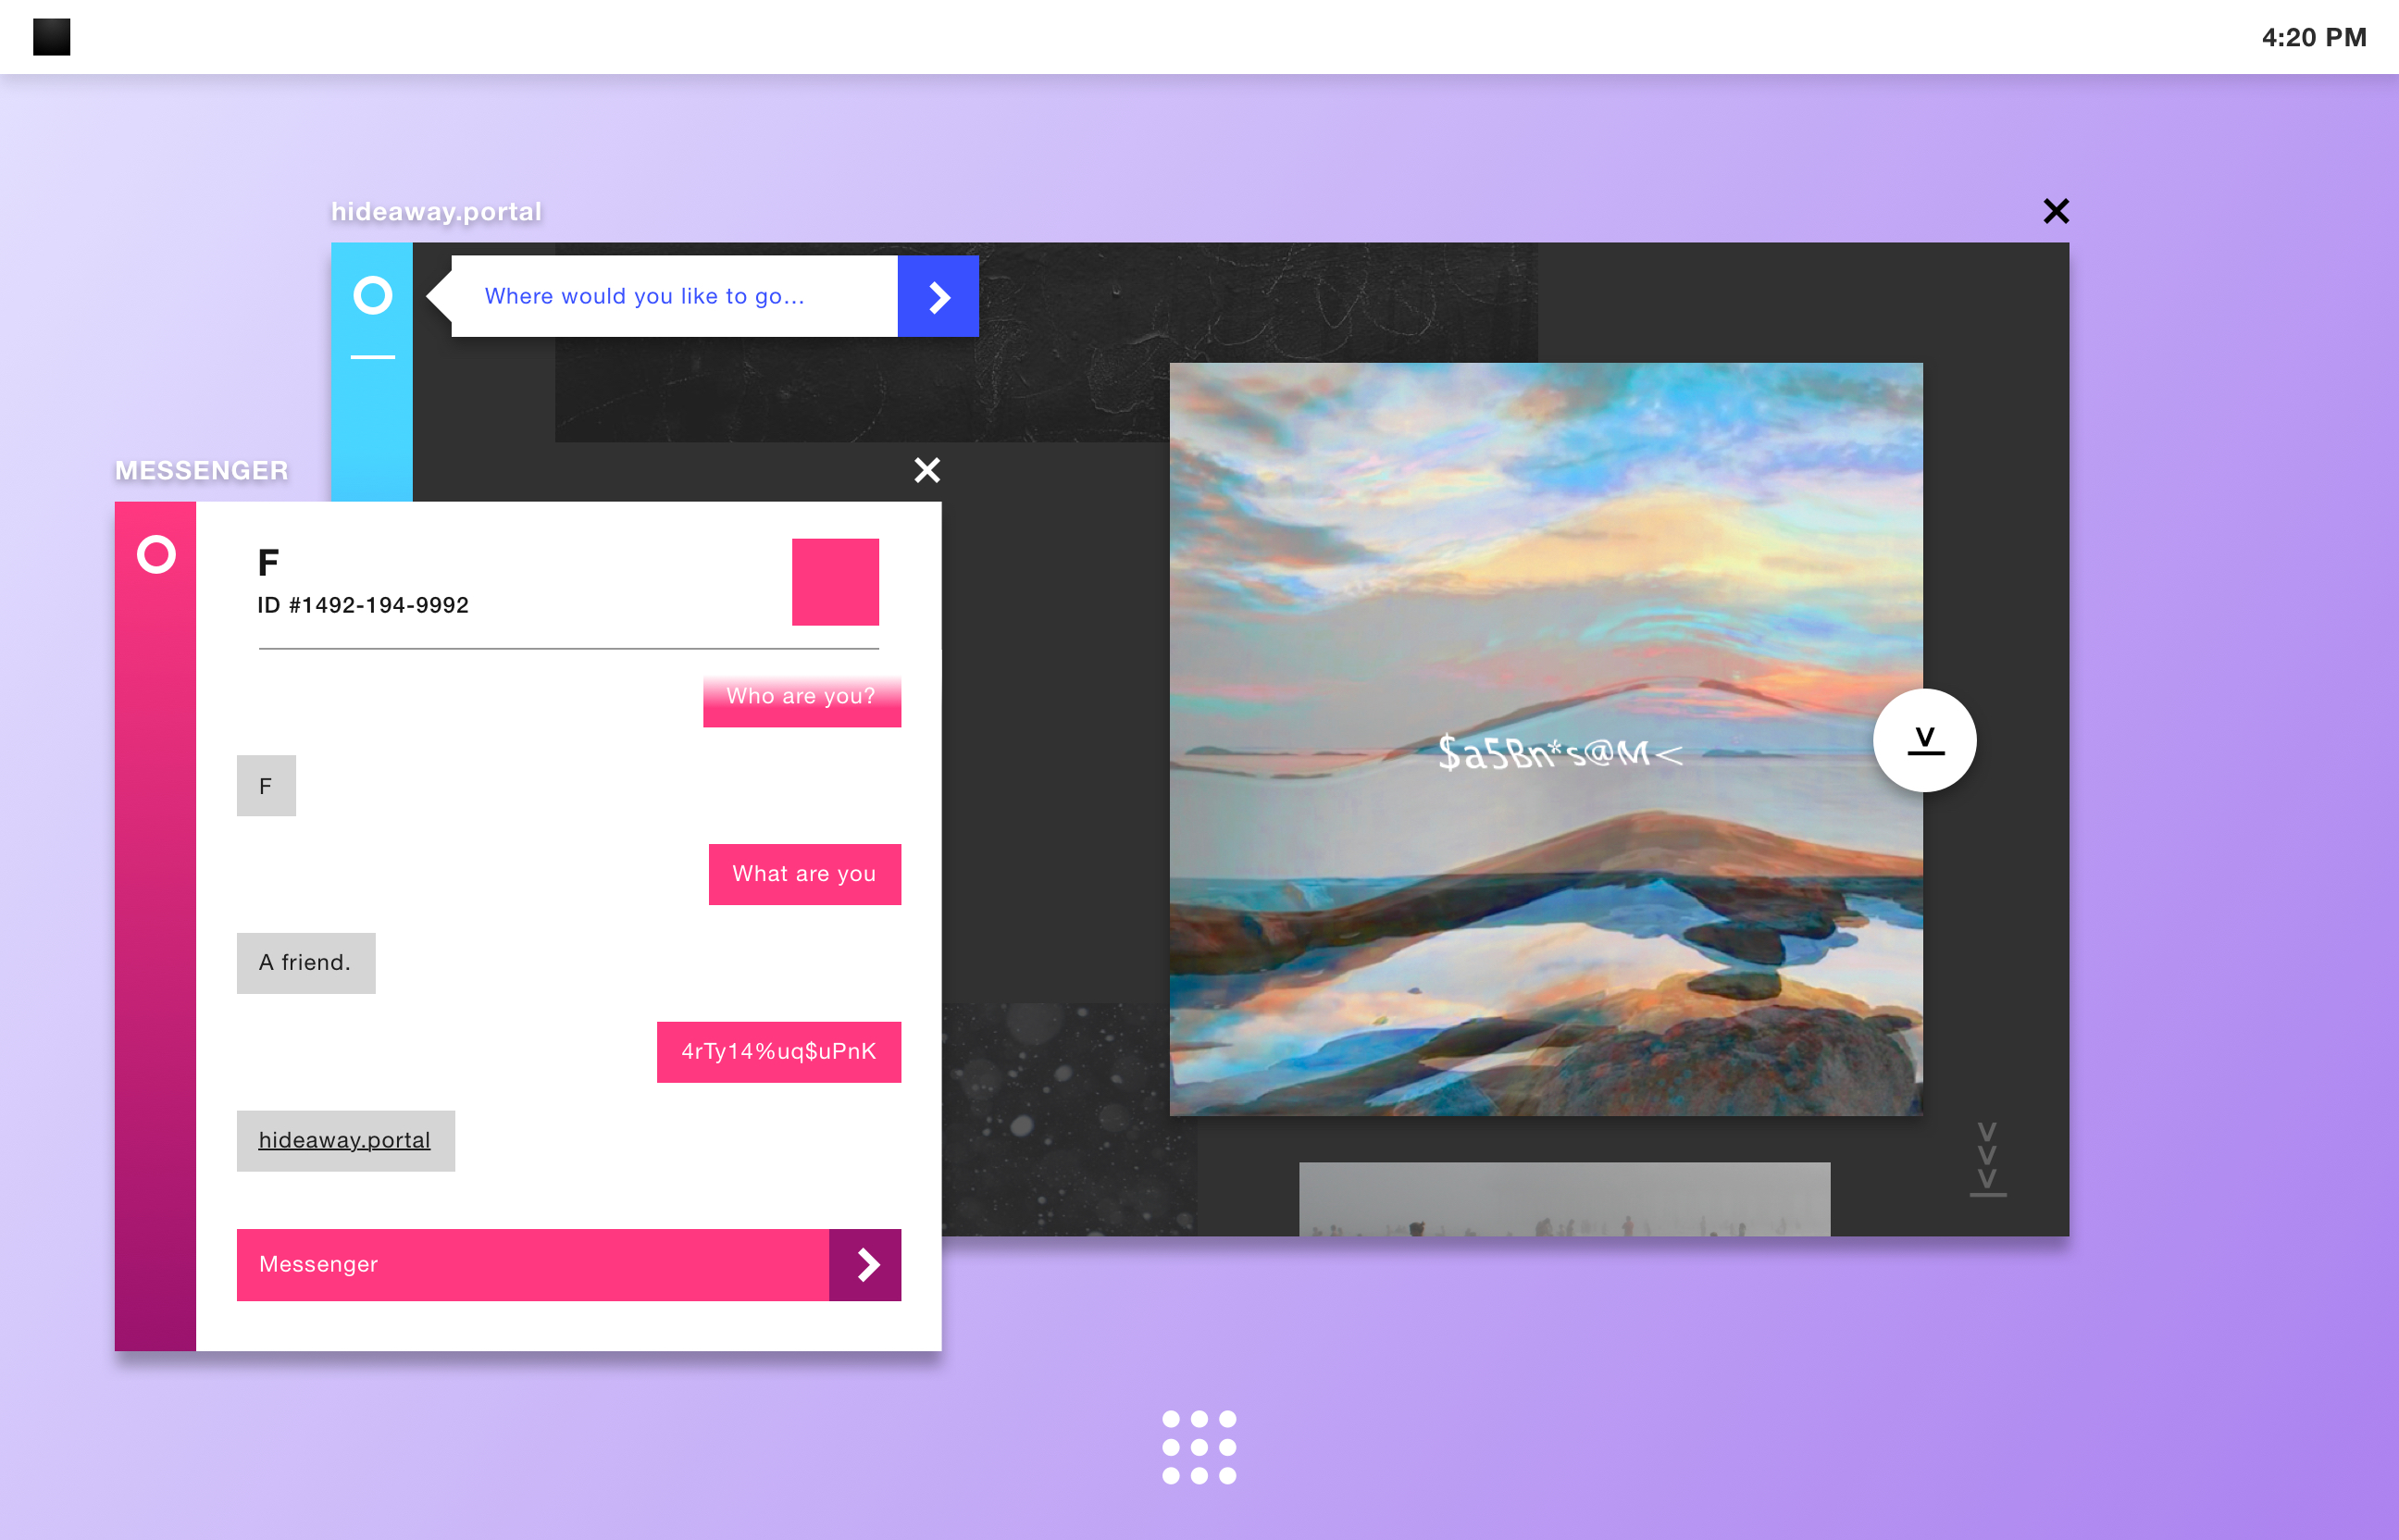 4:20 PM
hideaway.portal
Where would you like to go...
MESSENGER
F
ID #1492-194-9992
Who are you?
F
What are you
A friend.
4rTy14%uq$uPnK
hideaway.portal
Messenger
$a5Bn*s@M<